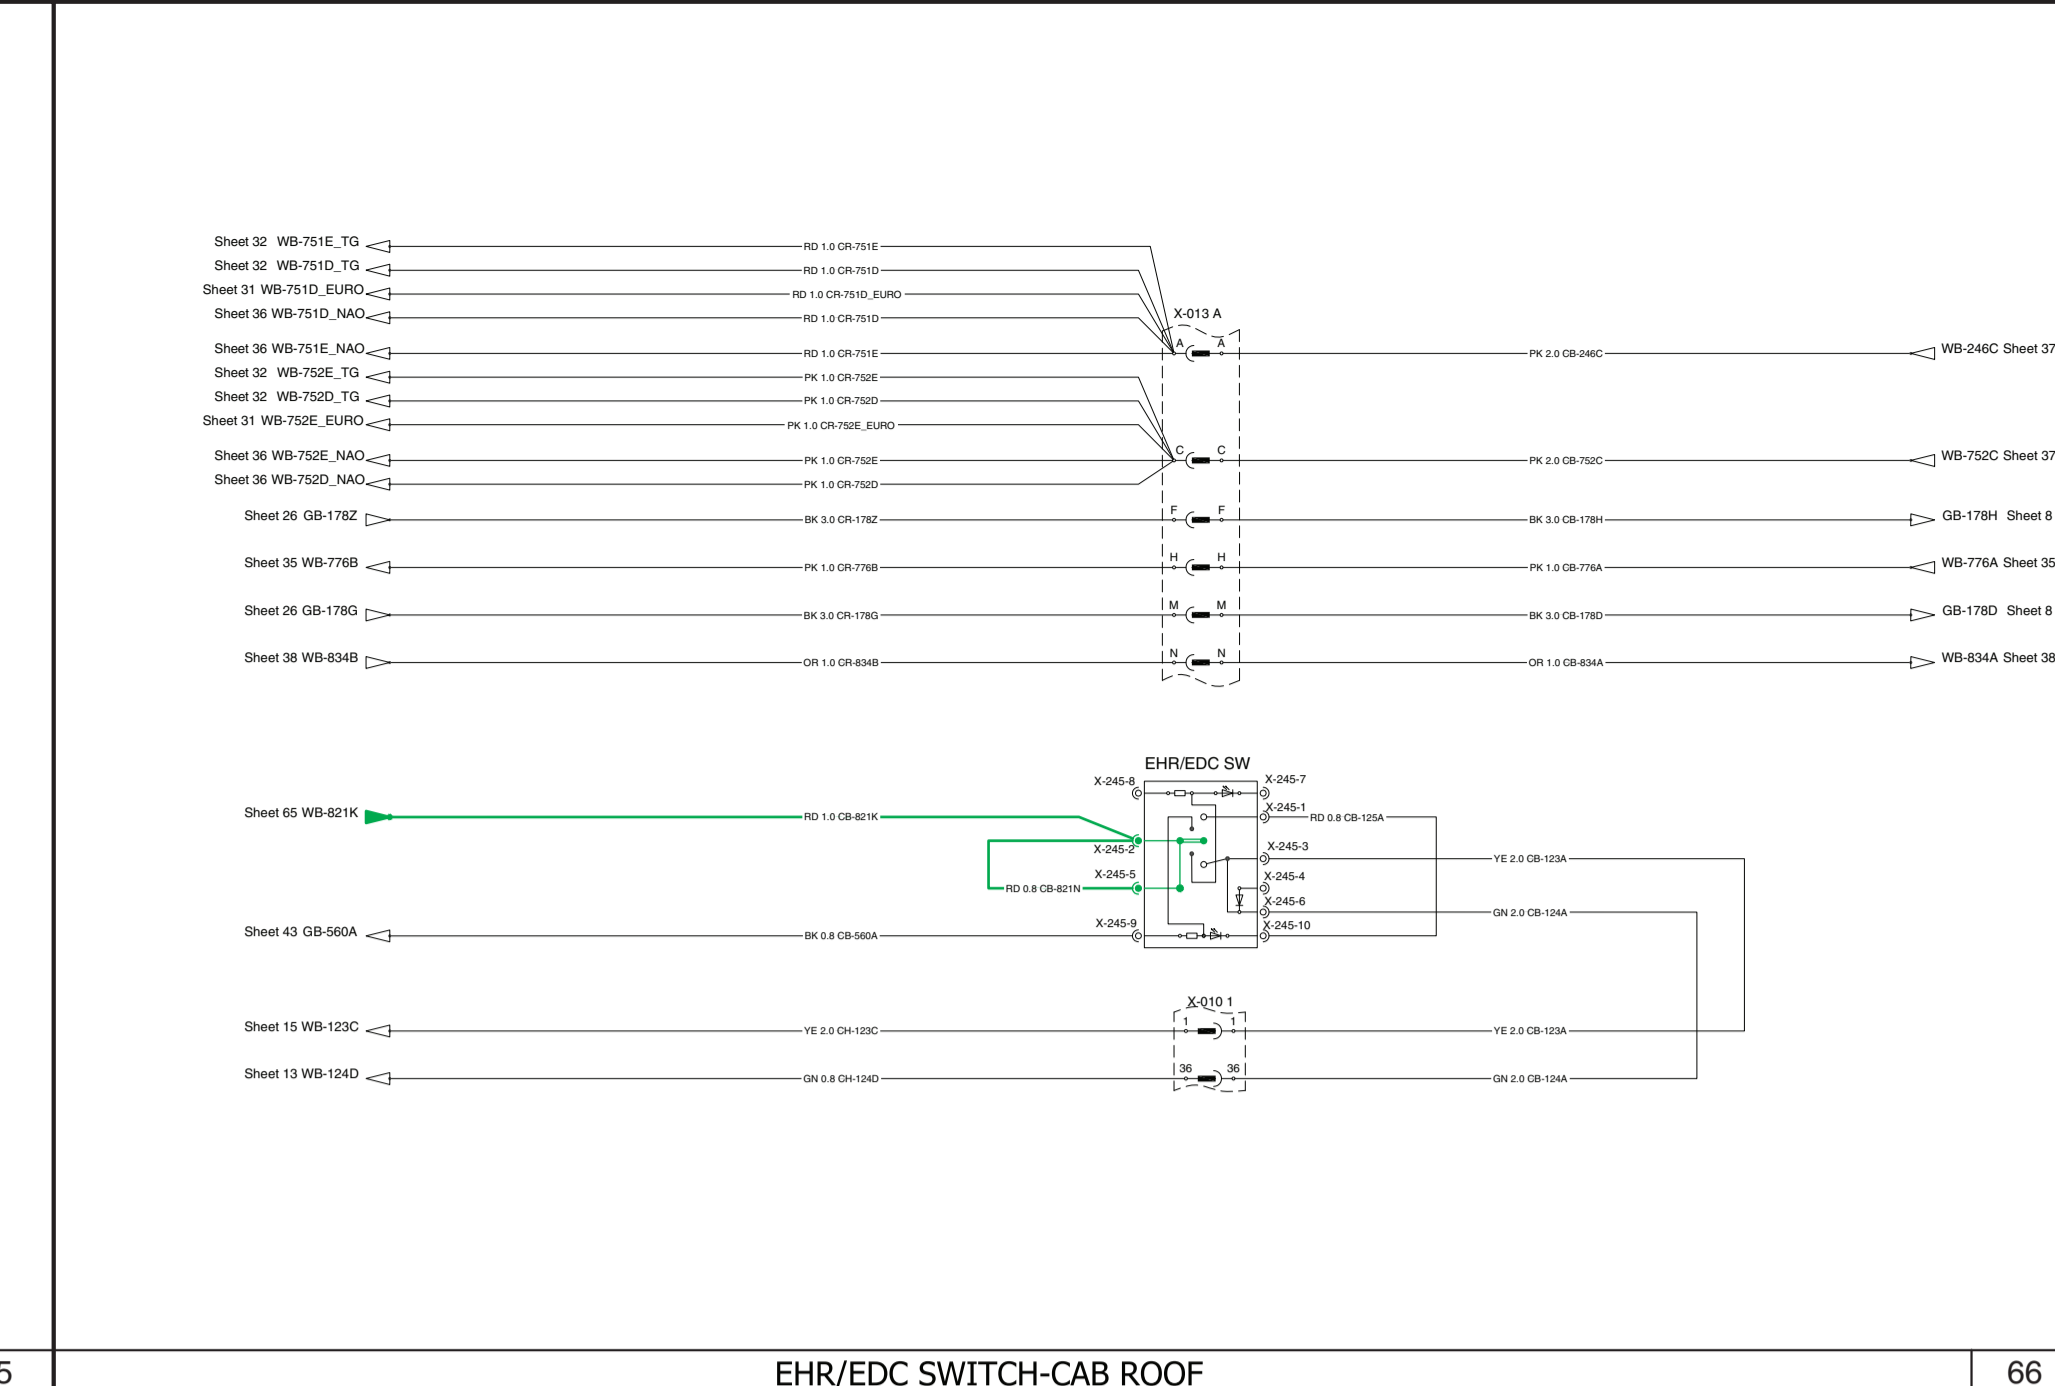 Sheet 32 WB-751E_TG RD 1.0 CR-751E
Sheet 32 WB-751D_TG RD 1.0 CR-751D
Sheet 31 WB-751D_EURO RD 1.0 CR-751D_EURO
Sheet 36 WB-751D_NAO RD 1.0 CR-751D X-013 A
Sheet 36 WB-751E_NAO RD 1.0 CR-751E A A PK 2.0 CB-246C WB-246C Sheet 37
Sheet 32 WB-752E_TG PK 1.0 CR-752E
Sheet 32 WB-752D_TG PK 1.0 CR-752D
Sheet 31 WB-752E_EURO PK 1.0 CR-752E_EURO
Sheet 36 WB-752E_NAO PK 1.0 CR-752E C C PK 2.0 CB-752C WB-752C Sheet 37
Sheet 36 WB-752D_NAO PK 1.0 CR-752D
Sheet 26 GB-178Z BK 3.0 CR-178Z F F BK 3.0 CB-178H GB-178H Sheet 8
Sheet 35 WB-776B PK 1.0 CR-776B H H PK 1.0 CB-776A WB-776A Sheet 35
Sheet 26 GB-178G BK 3.0 CR-178G M M BK 3.0 CB-178D GB-178D Sheet 8
Sheet 38 WB-834B OR 1.0 CR-834B N N OR 1.0 CB-834A WB-834A Sheet 38
EHR/EDC SW
X-245-8 X-245-7
Sheet 65 WB-821K RD 1.0 CB-821K X-245-1 RD 0.8 CB-125A
X-245-2 X-245-3 YE 2.0 CB-123A
X-245-5 X-245-4
RD 0.8 CB-821N
X-245-6 GN 2.0 CB-124A
Sheet 43 GB-560A BK 0.8 CB-560A X-245-9 X-245-10
X-010 1
Sheet 15 WB-123C YE 2.0 CH-123C 1 1 YE 2.0 CB-123A
Sheet 13 WB-124D GN 0.8 CH-124D 36 36 GN 2.0 CB-124A
5 EHR/EDC SWITCH-CAB ROOF 66